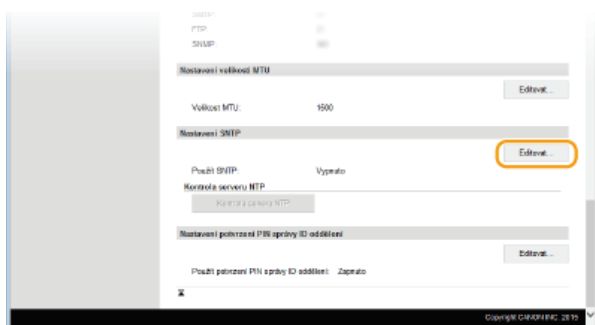 SNTP:
FTP:
SNMP:
Nastavení velikosti MTU
Editovat...
Velikost MTU: 1500
Nastavení SNTP
Editovat...
Použít SNTP: Vypnuto
Kontrola serveru NTP
Kontrola serveru NTP
Nastavení potvrzení PIN správy ID oddělení
Editovat...
Použít potvrzení PIN správy ID oddělení: Zapnuto
Copyright CANON INC. 2015